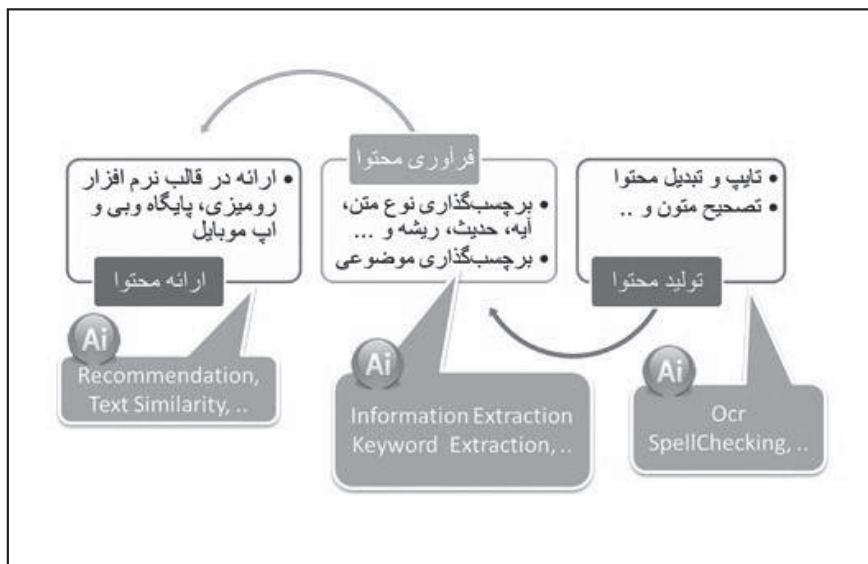 تولید محتوا
• تایپ و تبدیل محتوا
• تصحیح متون و ..
Ai
Ocr
SpellChecking, ..
فرآوری محتوا
• برچسب‌گذاری نوع متن،
آیه، حدیث، ریشه و ...
• برچسب‌گذاری موضوعی
Ai
Information Extraction
Keyword Extraction, ..
• ارائه در قالب نرم افزار
رومیزی، پایگاه وبی و
اپ موبایل
ارائه محتوا
Ai
Recommendation,
Text Similarity, ..